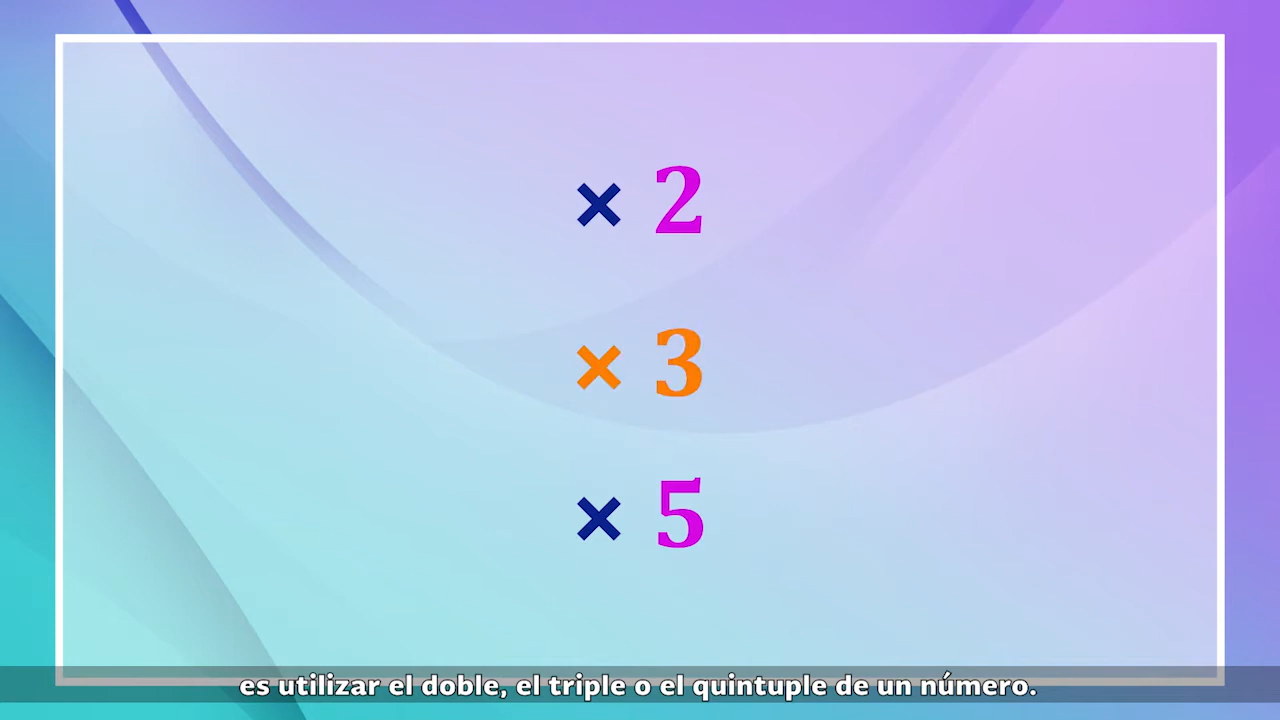 × 2
× 3
× 5
es utilizar el doble, el triple o el quintuple de un número.